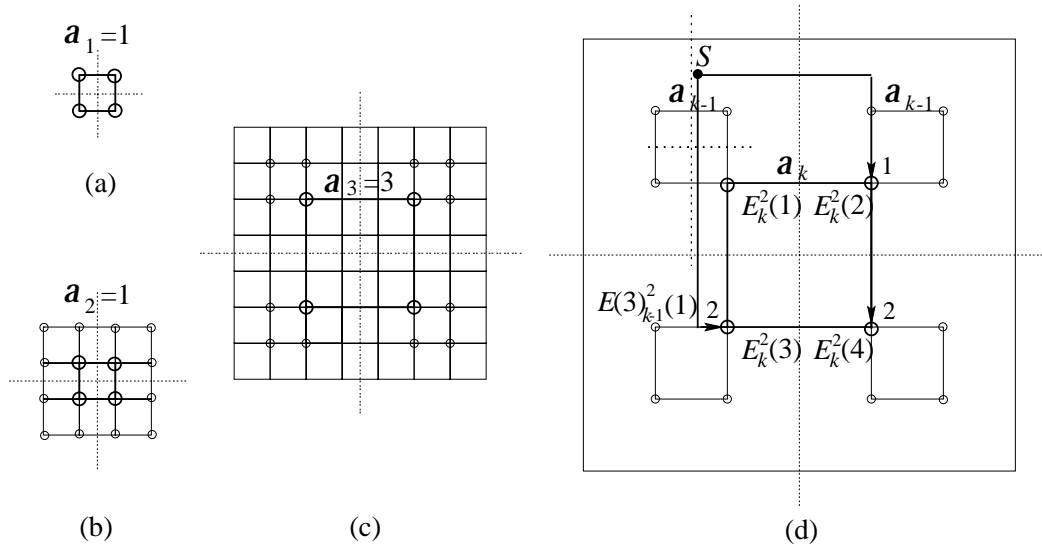 a₁=1
(a)
a₂=1
(b)
a₃=3
(c)
S
aₖ₋₁
aₖ₋₁
aₖ
1
E²ₖ(1) E²ₖ(2)
E(3)²ₖ₋₁(1) 2
2
E²ₖ(3) E²ₖ(4)
(d)